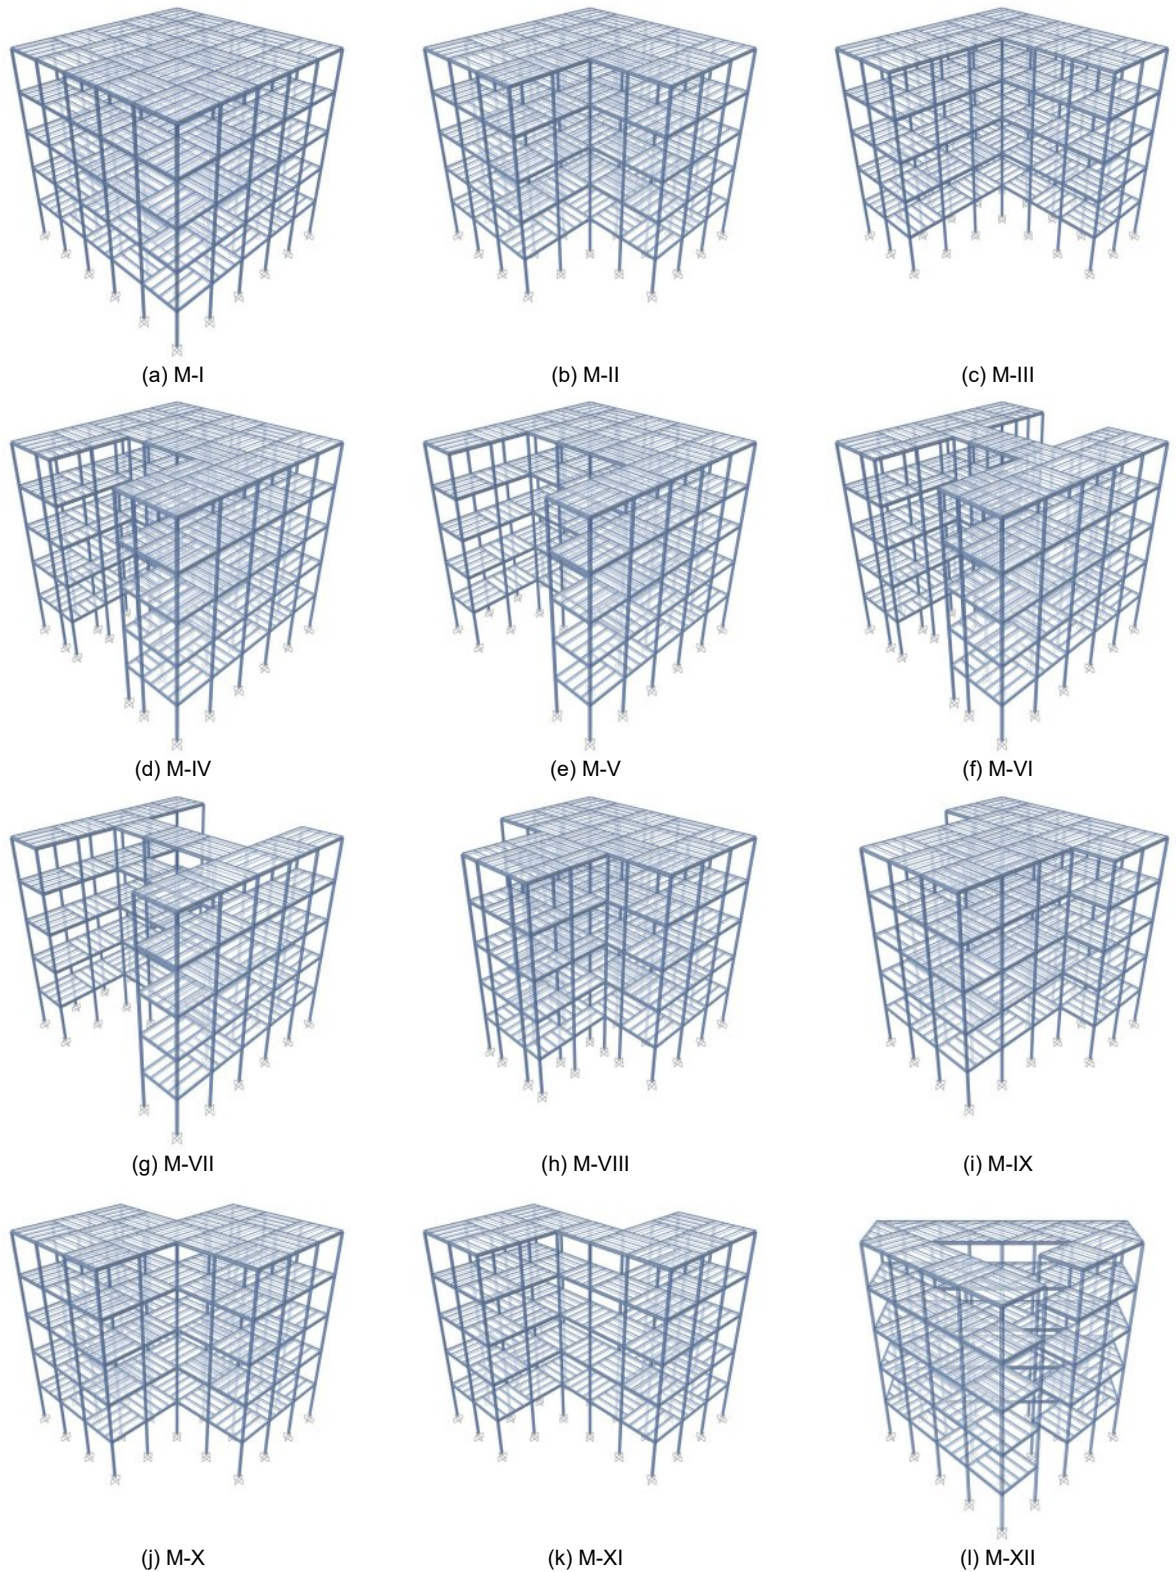 (a) M-I
(b) M-II
(c) M-III
(d) M-IV
(e) M-V
(f) M-VI
(g) M-VII
(h) M-VIII
(i) M-IX
(j) M-X
(k) M-XI
(l) M-XII